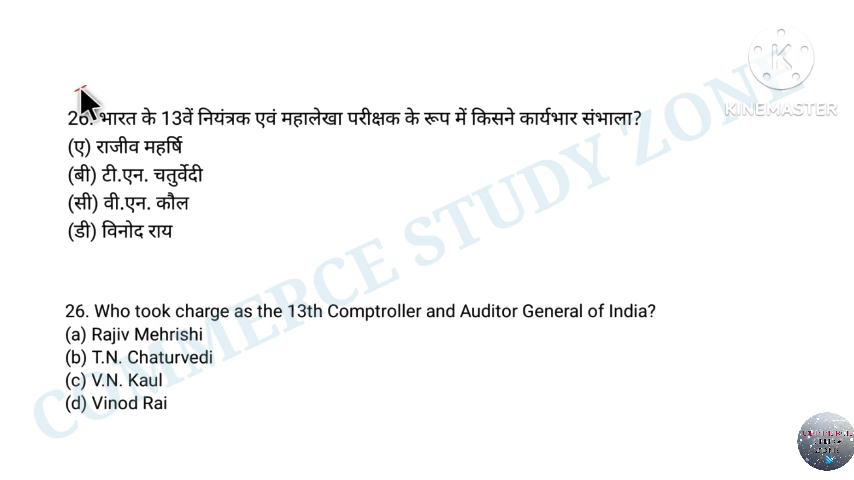 KINEMASTER
26. भारत के 13वें नियंत्रक एवं महालेखा परीक्षक के रूप में किसने कार्यभार संभाला?
(ए) राजीव महर्षि
(बी) टी.एन. चतुर्वेदी
(सी) वी.एन. कौल
(डी) विनोद राय
COMMERCE STUDY ZONE
26. Who took charge as the 13th Comptroller and Auditor General of India?
(a) Rajiv Mehrishi
(b) T.N. Chaturvedi
(c) V.N. Kaul
(d) Vinod Rai